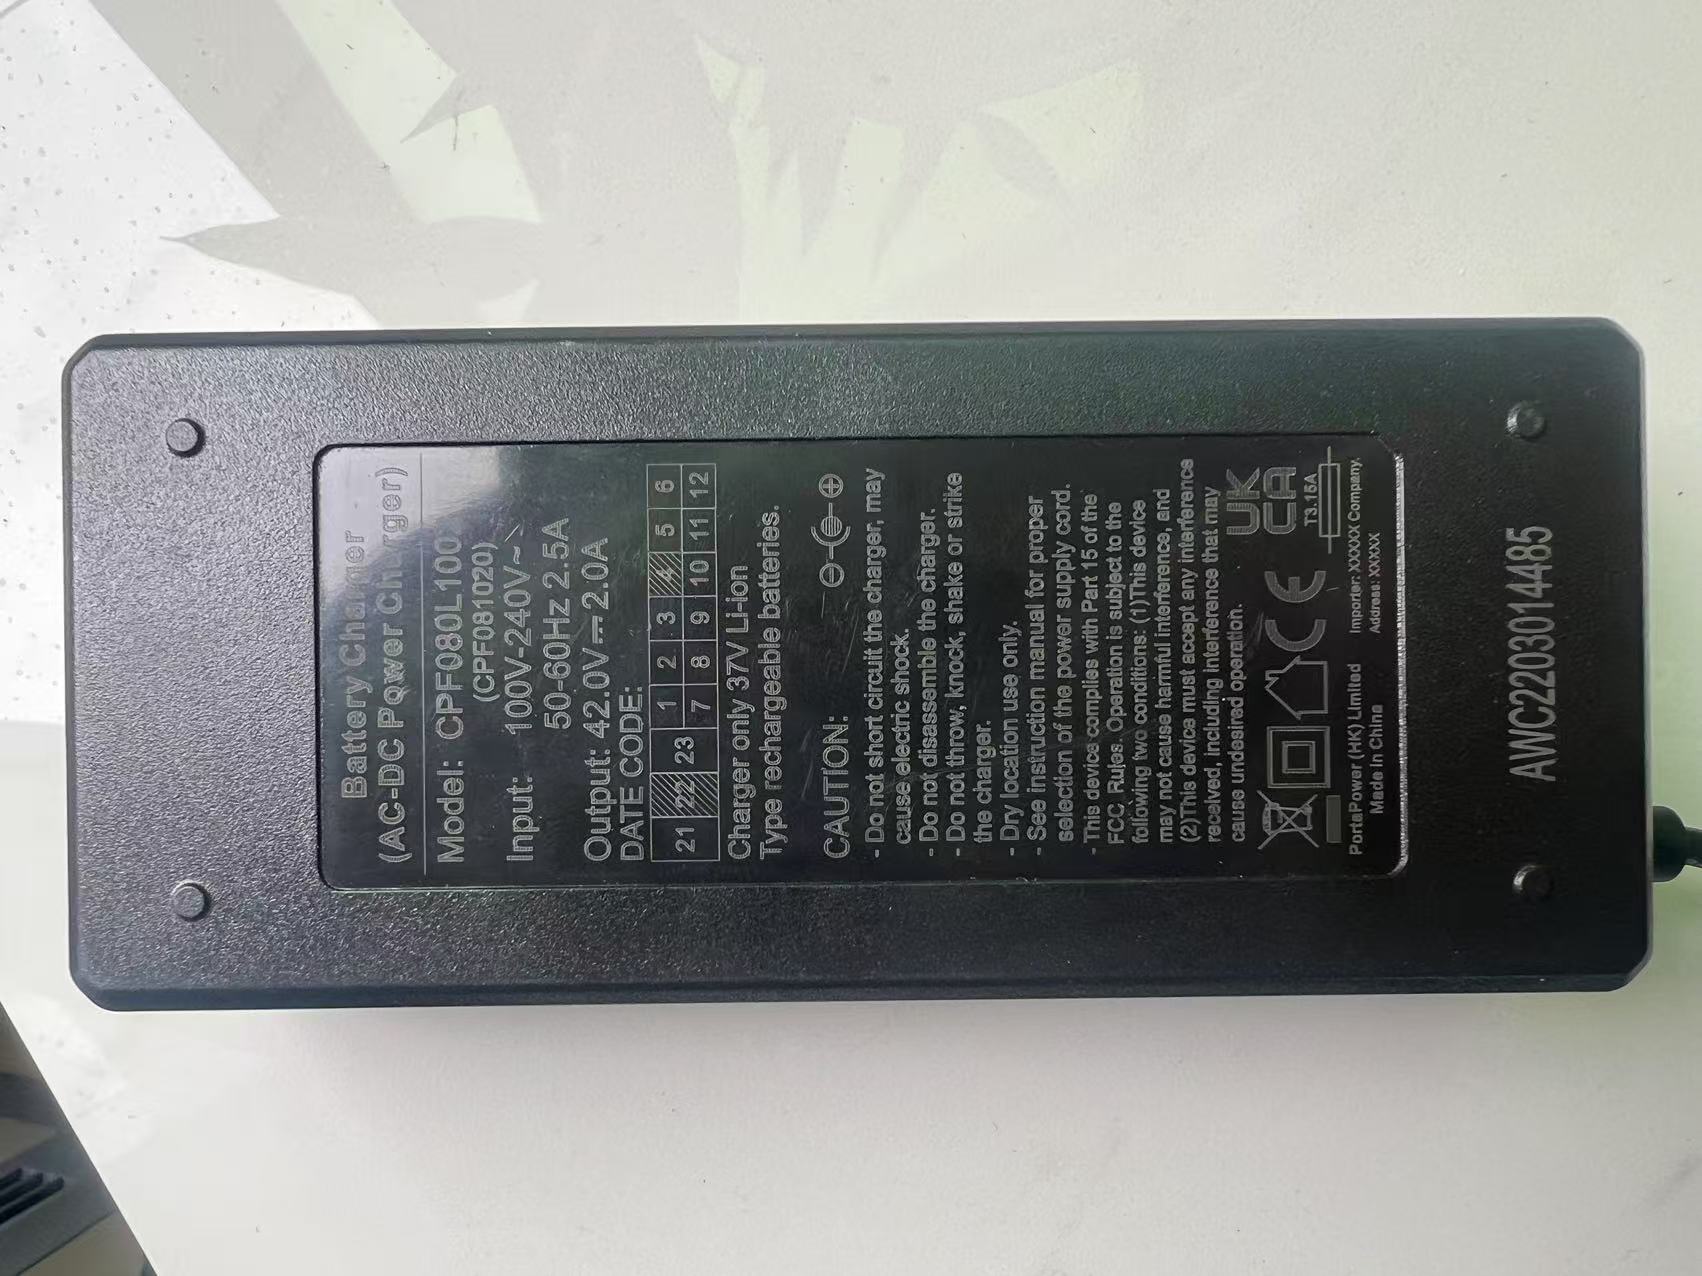 Battery Charger
(AC-DC Power Charger)
Model: CPF080L100
(CPF081020)
Input: 100V-240V~
50-60HZ 2.5A
Output: 42.0V⎓2.0A
DATE CODE:
21 22 23 1 2 3 4 5 6
7 8 9 10 11 12
Charger only 37V Li-ion
Type rechargeable batteries.
CAUTION:
- Do not short circuit the charger, may
cause electric shock.
- Do not disassemble the charger.
- Do not throw, knock, shake or strike
the charger.
- Dry location use only.
- See instruction manual for proper
selection of the power supply cord.
- This device complies with Part 15 of the
FCC Rujes. Operation is subject to the
following two conditions: (1)This device
may not cause harmful interference, and
(2)This device must accept any interference
received, including interference that may
cause undesired operation.
CE
UK
CA
T3.15A
PortaPower (HK) Limited
Made in China
Importer: XXXXX Company,
Address: XXXXX
AWC22030144​85